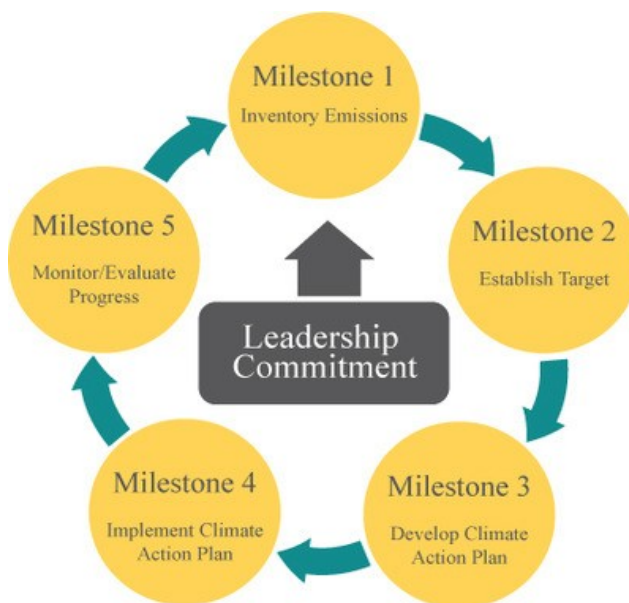 Milestone 1
Inventory Emissions
Milestone 2
Establish Target
Milestone 3
Develop Climate
Action Plan
Milestone 4
Implement Climate
Action Plan
Milestone 5
Monitor/Evaluate
Progress
Leadership
Commitment